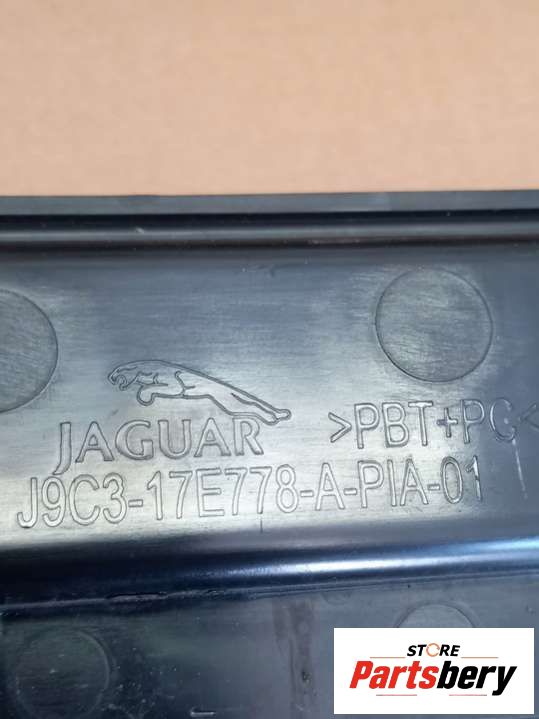 JAGUAR
>PBT+PC<
J9C3-17E778-A-PIA-01
STORE
Partsbery